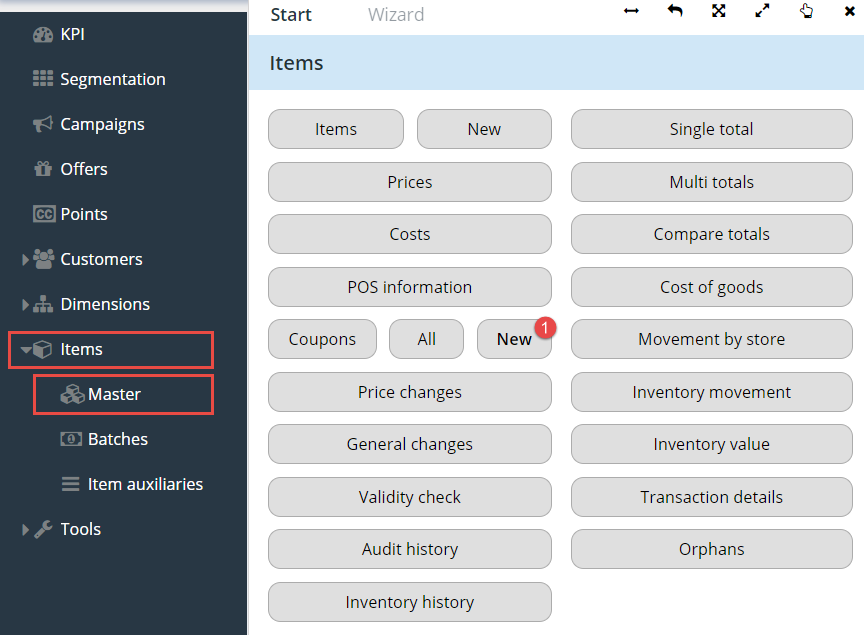 KPI
Segmentation
Campaigns
Offers
CC Points
Customers
Dimensions
Items
Master
Batches
Item auxiliaries
Tools
Start Wizard
Items
Items New
Prices
Costs
POS information
Coupons All New 1
Price changes
General changes
Validity check
Audit history
Inventory history
Single total
Multi totals
Compare totals
Cost of goods
Movement by store
Inventory movement
Inventory value
Transaction details
Orphans